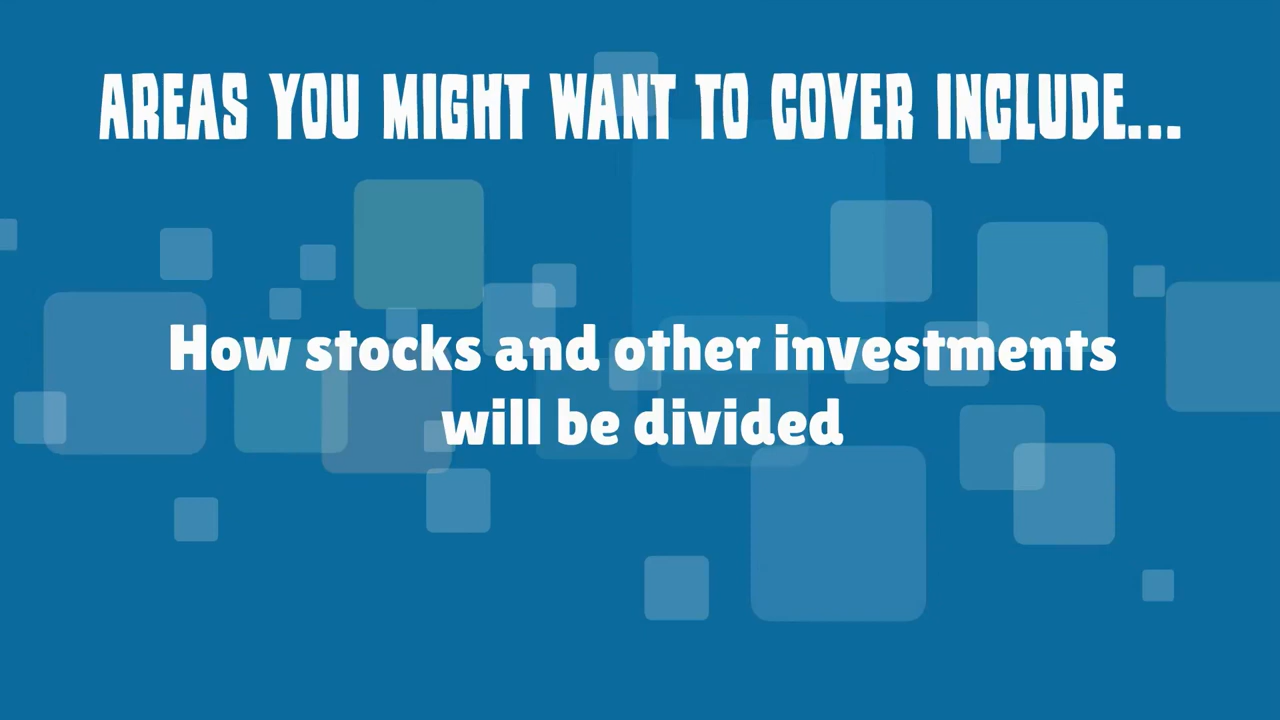 AREAS YOU MIGHT WANT TO COVER INCLUDE...
How stocks and other investments
will be divided